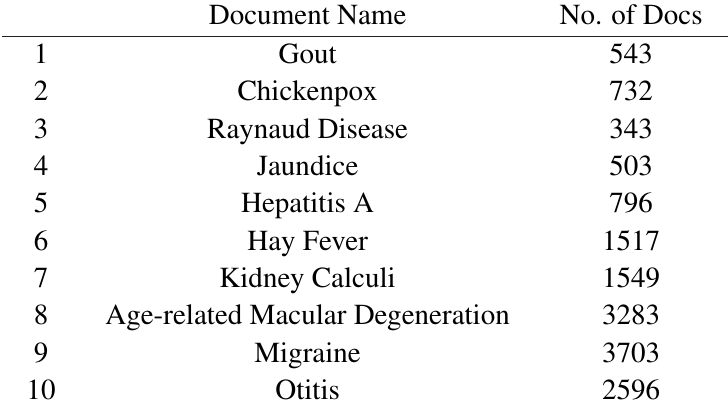 Document Name No. of Docs
1 Gout 543
2 Chickenpox 732
3 Raynaud Disease 343
4 Jaundice 503
5 Hepatitis A 796
6 Hay Fever 1517
7 Kidney Calculi 1549
8 Age-related Macular Degeneration 3283
9 Migraine 3703
10 Otitis 2596